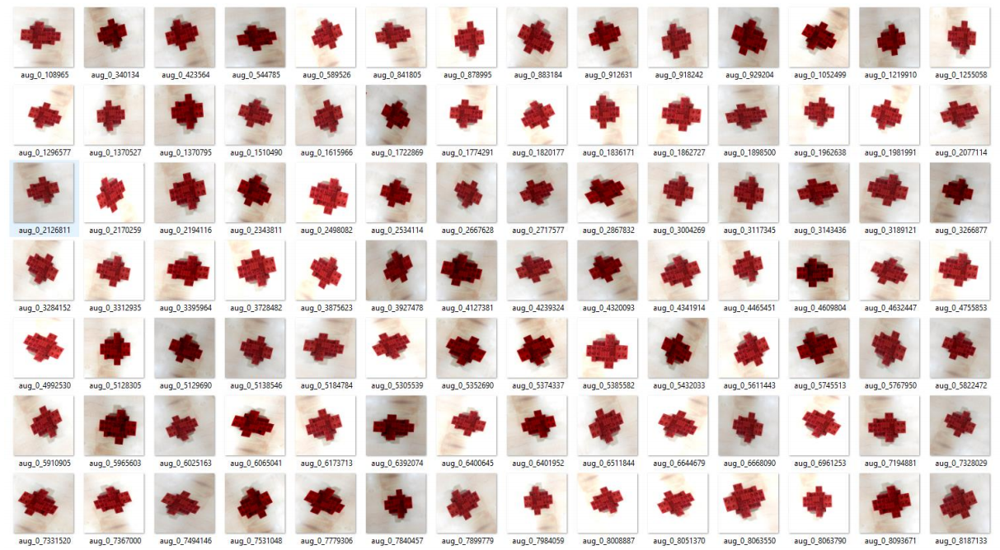 aug_0_108965 aug_0_340134 aug_0_423564 aug_0_544785 aug_0_589526 aug_0_841805 aug_0_878995 aug_0_883184 aug_0_912631 aug_0_918242 aug_0_929204 aug_0_1052499 aug_0_1219910 aug_0_1255058
aug_0_1296577 aug_0_1370527 aug_0_1370795 aug_0_1510490 aug_0_1615966 aug_0_1722869 aug_0_1774291 aug_0_1820177 aug_0_1836171 aug_0_1862727 aug_0_1898500 aug_0_1962638 aug_0_1981991 aug_0_2077114
aug_0_2126811 aug_0_2170259 aug_0_2194116 aug_0_2343811 aug_0_2498082 aug_0_2534114 aug_0_2667628 aug_0_2717577 aug_0_2867832 aug_0_3004269 aug_0_3117345 aug_0_3143436 aug_0_3189121 aug_0_3266877
aug_0_3284152 aug_0_3312935 aug_0_3395964 aug_0_3728482 aug_0_3875623 aug_0_3927478 aug_0_4127381 aug_0_4239324 aug_0_4320093 aug_0_4341914 aug_0_4465451 aug_0_4609804 aug_0_4632447 aug_0_4755853
aug_0_4992530 aug_0_5128305 aug_0_5129690 aug_0_5138546 aug_0_5184784 aug_0_5305539 aug_0_5352690 aug_0_5374337 aug_0_5385582 aug_0_5432033 aug_0_5611443 aug_0_5745513 aug_0_5767950 aug_0_5822472
aug_0_5910905 aug_0_5965603 aug_0_6025163 aug_0_6065041 aug_0_6173713 aug_0_6392074 aug_0_6400645 aug_0_6401952 aug_0_6511844 aug_0_6644679 aug_0_6668090 aug_0_6961253 aug_0_7194881 aug_0_7328029
aug_0_7331520 aug_0_7367000 aug_0_7494146 aug_0_7531048 aug_0_7779306 aug_0_7840457 aug_0_7899779 aug_0_7984059 aug_0_8008887 aug_0_8051370 aug_0_8063550 aug_0_8063790 aug_0_8093671 aug_0_8187133